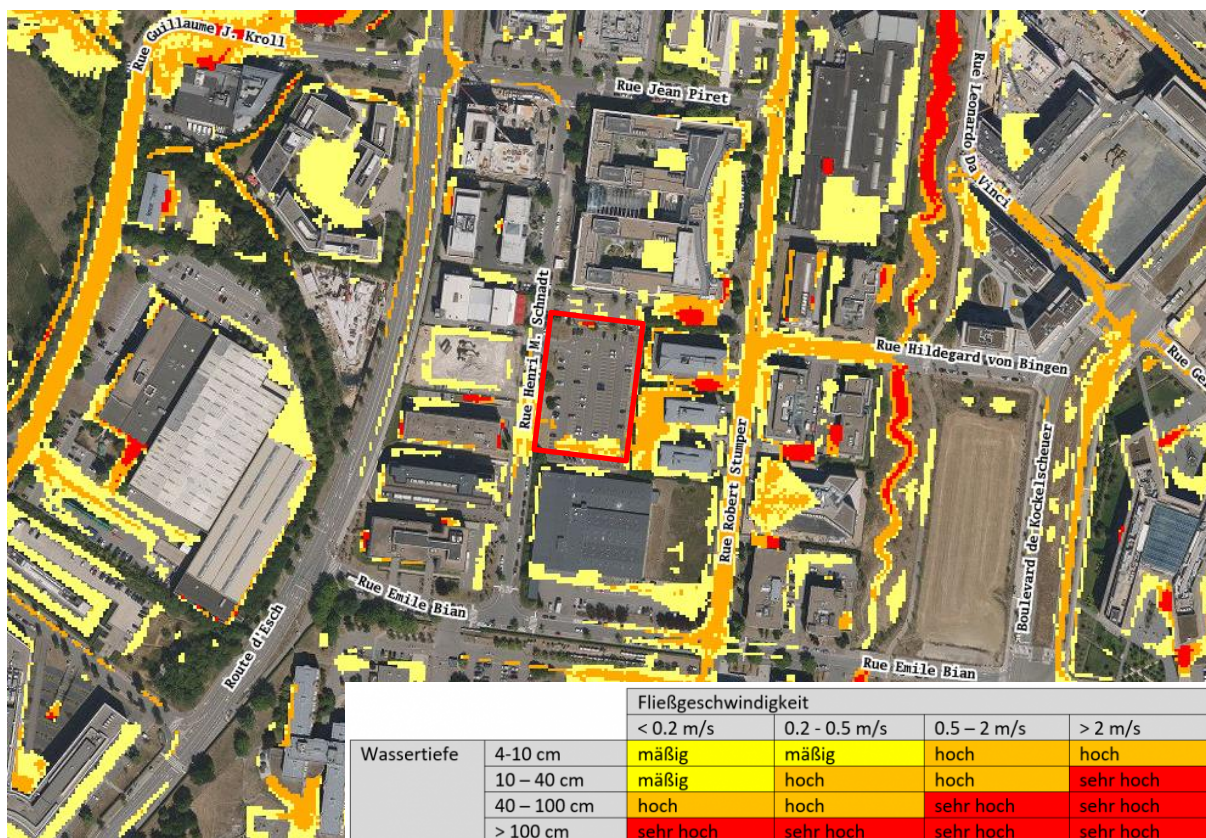 Rue Guillaume J. Kroll
Rue Jean Piret
Rue Leonardo Da Vinci
Rue Henri M. Schnadt
Rue Hildegard von Bingen
Rue Ge
Rue Robert Stumper
Boulevard de Kockelscheuer
Route d'Esch
Rue Emile Bian
Rue Emile Bian
Fließgeschwindigkeit
< 0.2 m/s 0.2 - 0.5 m/s 0.5 – 2 m/s > 2 m/s
Wassertiefe 4-10 cm mäßig mäßig hoch hoch
10 – 40 cm mäßig hoch hoch sehr hoch
40 – 100 cm hoch hoch sehr hoch sehr hoch
> 100 cm sehr hoch sehr hoch sehr hoch sehr hoch